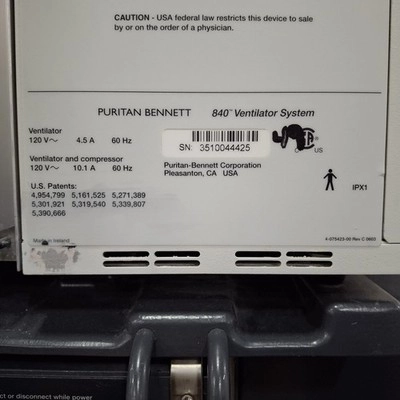 CAUTION - USA federal law restricts this device to sale
by or on the order of a physician.
PURITAN BENNETT 840™ Ventilator System
Ventilator
120 V~ 4.5 A 60 Hz
SN: 3510044425
US
Ventilator and compressor
120 V~ 10.1 A 60 Hz
Puritan-Bennett Corporation
Pleasanton, CA USA
U.S. Patents:
4,954,799 5,161,525 5,271,389
5,301,921 5,319,540 5,339,807
5,390,666
IPX1
Island
4-075423-00 Rev C
ct or disconnect while power